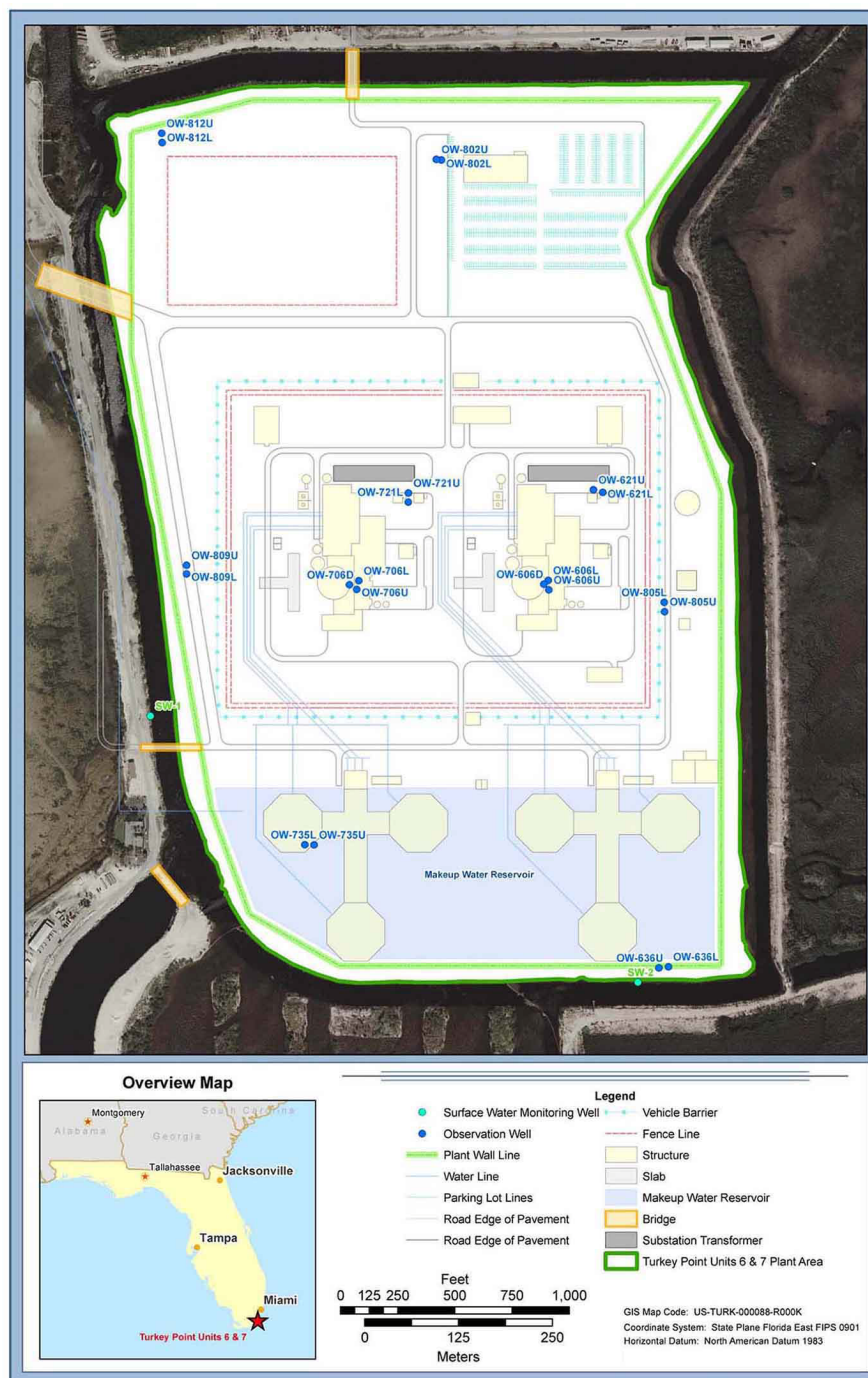 OW-812U
OW-812L
OW-802U
OW-802L
OW-721U
OW-721L
OW-621U
OW-621L
OW-809U
OW-809L
OW-706D
OW-706L
OW-706U
OW-606D
OW-606L
OW-606U
OW-805L
OW-805U
SW-1
OW-735L
OW-735U
Makeup Water Reservoir
OW-636U
OW-636L
SW-2
Overview Map
Montgomery
Alabama
Georgia
South Carolina
Tallahassee
Jacksonville
Tampa
Miami
Turkey Point Units 6 & 7
Legend
Surface Water Monitoring Well
Observation Well
Plant Wall Line
Water Line
Parking Lot Lines
Road Edge of Pavement
Road Edge of Pavement
Vehicle Barrier
Fence Line
Structure
Slab
Makeup Water Reservoir
Bridge
Substation Transformer
Turkey Point Units 6 & 7 Plant Area
Feet
0 125 250 500 750 1,000
0 125 250
Meters
GIS Map Code: US-TURK-000088-R000K
Coordinate System: State Plane Florida East FIPS 0901
Horizontal Datum: North American Datum 1983